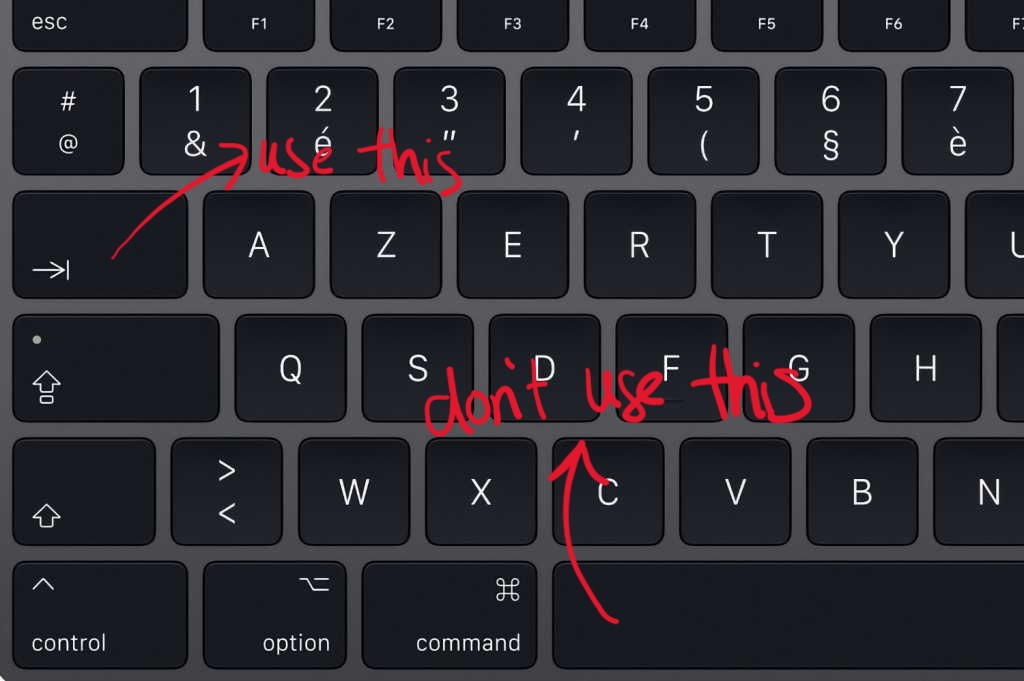 esc F1 F2 F3 F4 F5 F6 F7
# 1 2 3 4 5 6 7
@ & é " ' ( § è
use this
A Z E R T Y U
Q S D F G H
don't use this
>
< W X C V B N
control option command